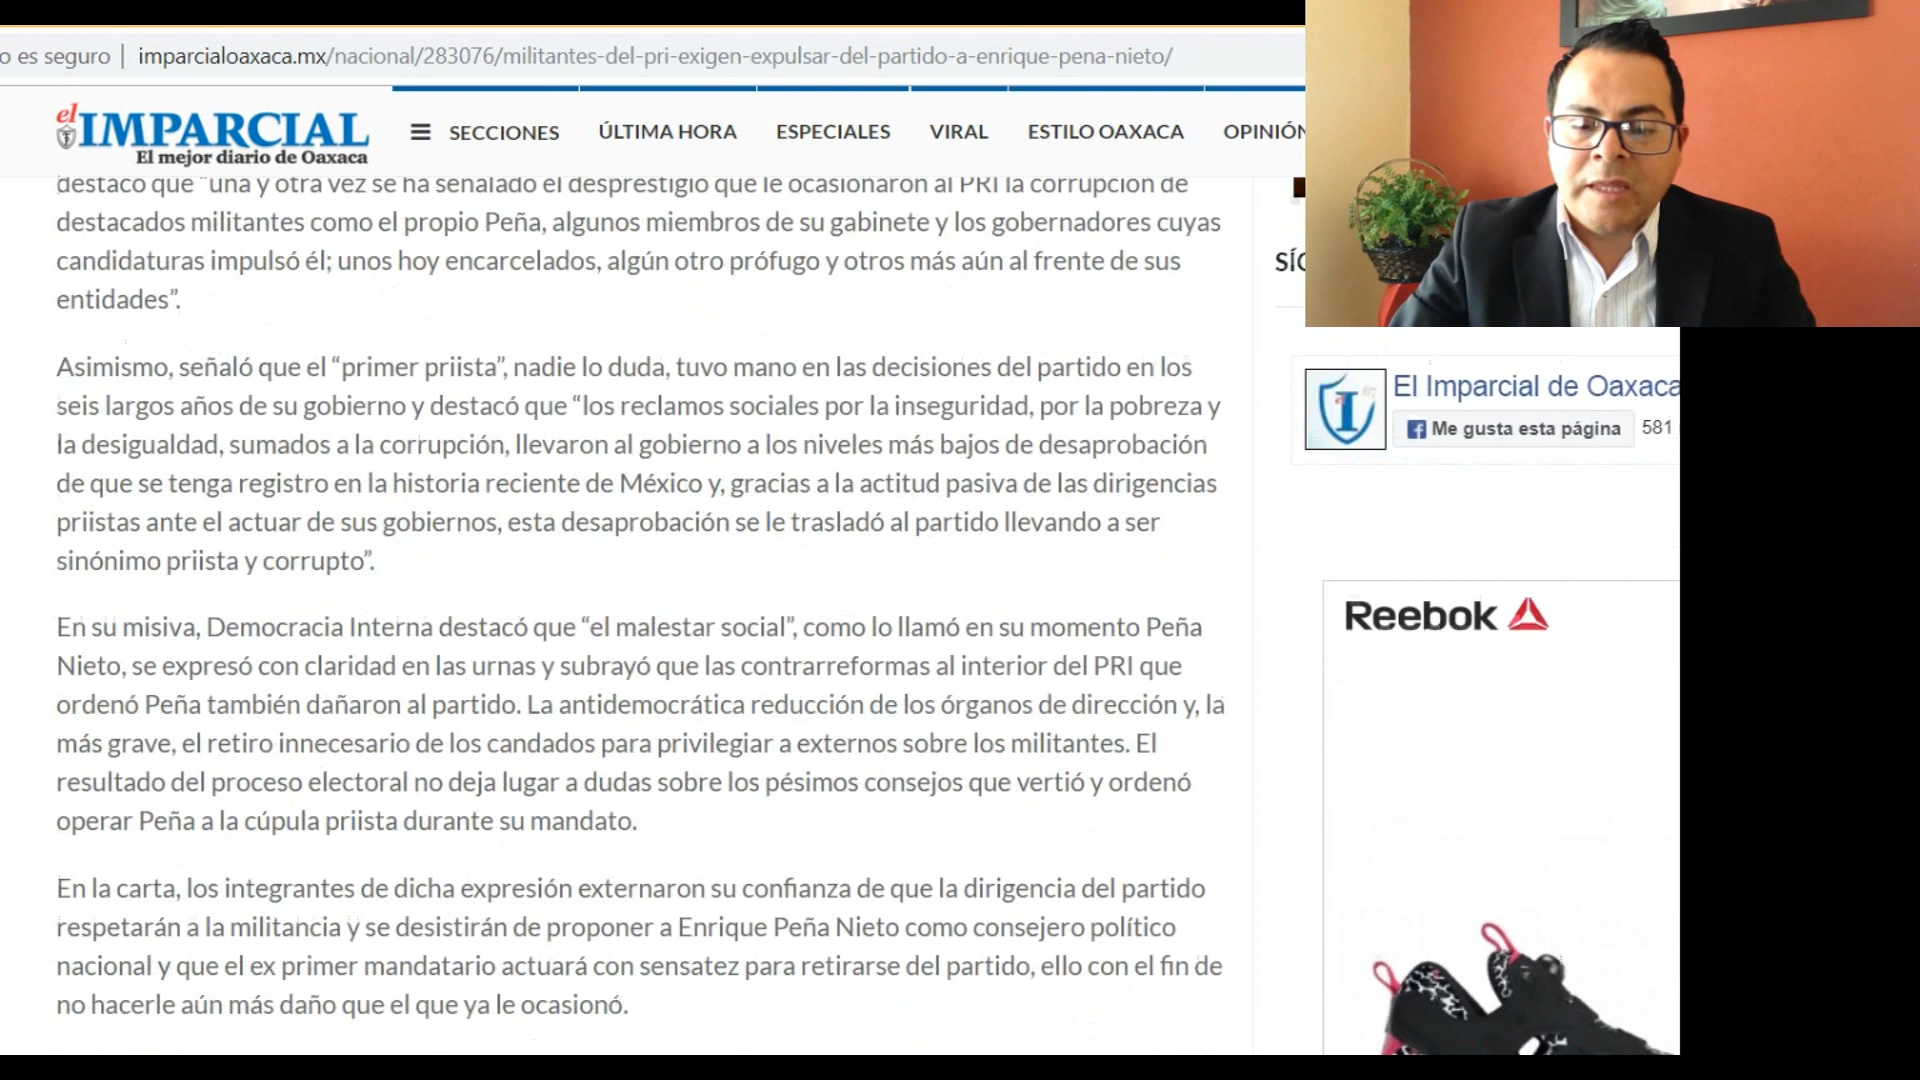 o es seguro | imparcialoaxaca.mx/nacional/283076/militantes-del-pri-exigen-expulsar-del-partido-a-enrique-pena-nieto/
el IMPARCIAL
El mejor diario de Oaxaca
SECCIONES ÚLTIMA HORA ESPECIALES VIRAL ESTILO OAXACA OPINIÓN
destacó que “una y otra vez se ha señalado el desprestigio que le ocasionaron al PRI la corrupción de
destacados militantes como el propio Peña, algunos miembros de su gabinete y los gobernadores cuyas
candidaturas impulsó él; unos hoy encarcelados, algún otro prófugo y otros más aún al frente de sus
entidades”.
Asimismo, señaló que el “primer priista”, nadie lo duda, tuvo mano en las decisiones del partido en los
seis largos años de su gobierno y destacó que “los reclamos sociales por la inseguridad, por la pobreza y
la desigualdad, sumados a la corrupción, llevaron al gobierno a los niveles más bajos de desaprobación
de que se tenga registro en la historia reciente de México y, gracias a la actitud pasiva de las dirigencias
priistas ante el actuar de sus gobiernos, esta desaprobación se le trasladó al partido llevando a ser
sinónimo priista y corrupto”.
En su misiva, Democracia Interna destacó que “el malestar social”, como lo llamó en su momento Peña
Nieto, se expresó con claridad en las urnas y subrayó que las contrarreformas al interior del PRI que
ordenó Peña también dañaron al partido. La antidemocrática reducción de los órganos de dirección y, la
más grave, el retiro innecesario de los candados para privilegiar a externos sobre los militantes. El
resultado del proceso electoral no deja lugar a dudas sobre los pésimos consejos que vertió y ordenó
operar Peña a la cúpula priista durante su mandato.
En la carta, los integrantes de dicha expresión externaron su confianza de que la dirigencia del partido
respetarán a la militancia y se desistirán de proponer a Enrique Peña Nieto como consejero político
nacional y que el ex primer mandatario actuará con sensatez para retirarse del partido, ello con el fin de
no hacerle aún más daño que el que ya le ocasionó.
SÍG
El Imparcial de Oaxaca
Me gusta esta página 581
Reebok